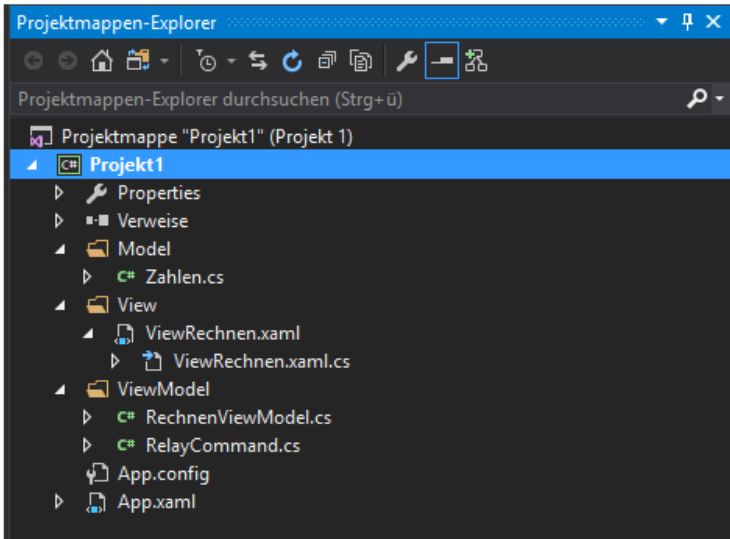 Projektmappen-Explorer
Projektmappen-Explorer durchsuchen (Strg+ü)
Projektmappe "Projekt1" (Projekt 1)
C# Projekt1
Properties
Verweise
Model
C# Zahlen.cs
View
ViewRechnen.xaml
ViewRechnen.xaml.cs
ViewModel
C# RechnenViewModel.cs
C# RelayCommand.cs
App.config
App.xaml